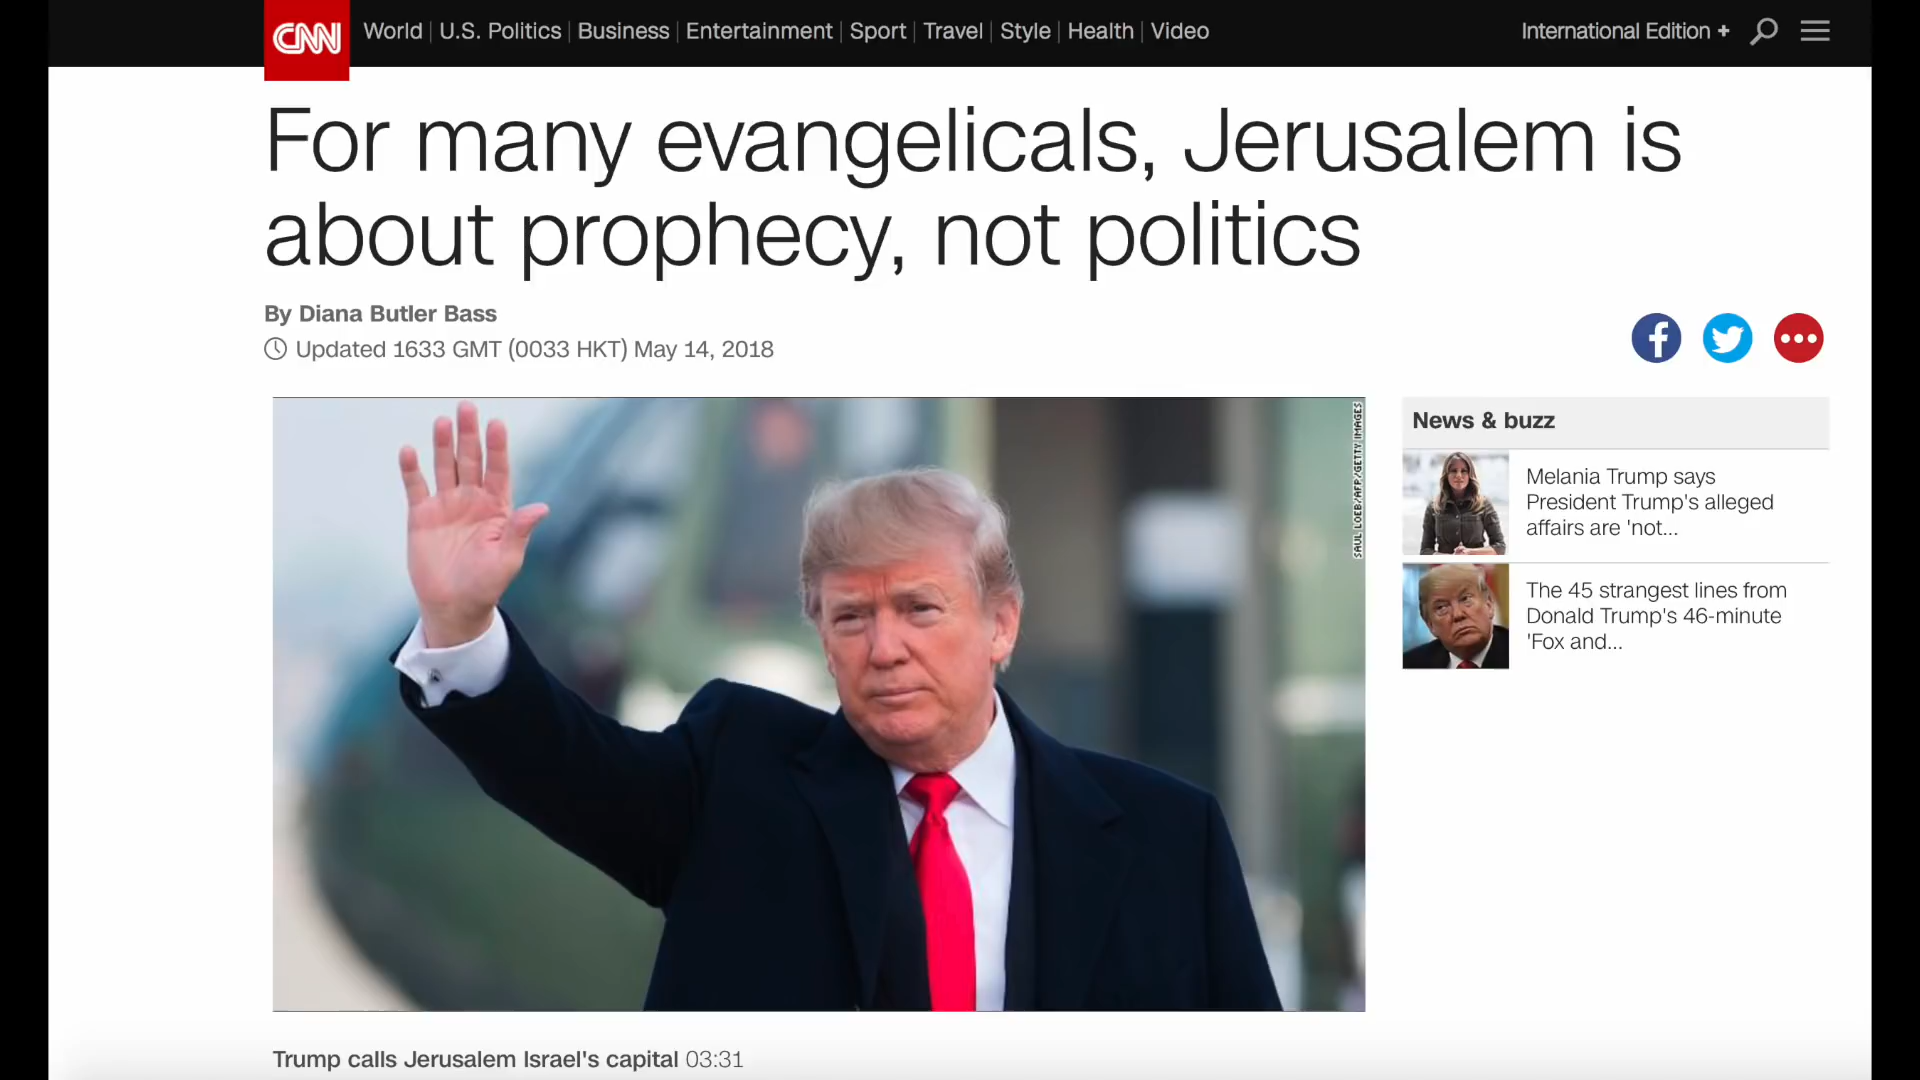 CNN World U.S. Politics Business Entertainment Sport Travel Style Health Video International Edition +
For many evangelicals, Jerusalem is
about prophecy, not politics
By Diana Butler Bass
Updated 1633 GMT (0033 HKT) May 14, 2018
SAUL LOEB/AFP/GETTY IMAGES
News & buzz
Melania Trump says
President Trump's alleged
affairs are 'not...
The 45 strangest lines from
Donald Trump's 46-minute
'Fox and...
Trump calls Jerusalem Israel's capital 03:31